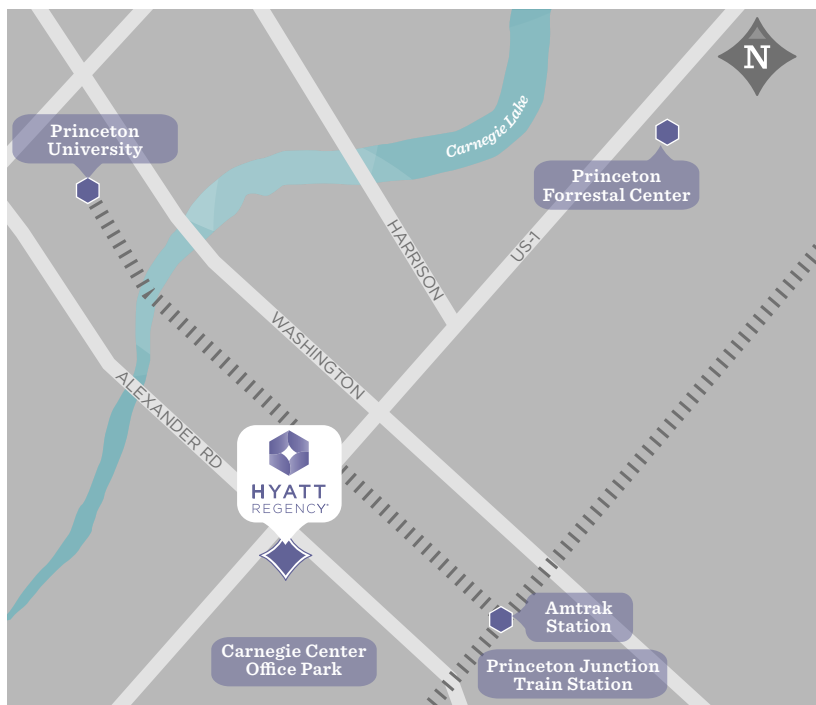 N
Princeton
University
Carnegie Lake
Princeton
Forrestal Center
HARRISON
US-1
WASHINGTON
ALEXANDER RD
HYATT
REGENCY®
Amtrak
Station
Carnegie Center
Office Park
Princeton Junction
Train Station